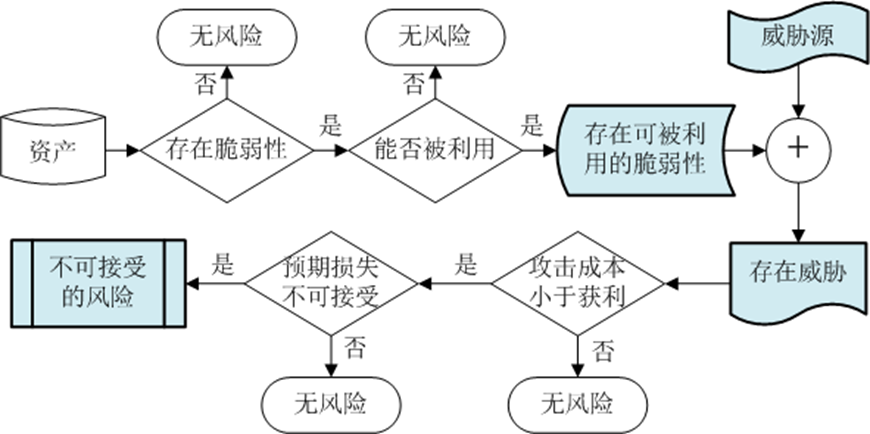 无风险
无风险
威胁源
否
否
资产
存在脆弱性
是
能否被利用
是
存在可被利
用的脆弱性
+
不可接受
的风险
是
预期损失
不可接受
是
攻击成本
小于获利
存在威胁
否
否
无风险
无风险